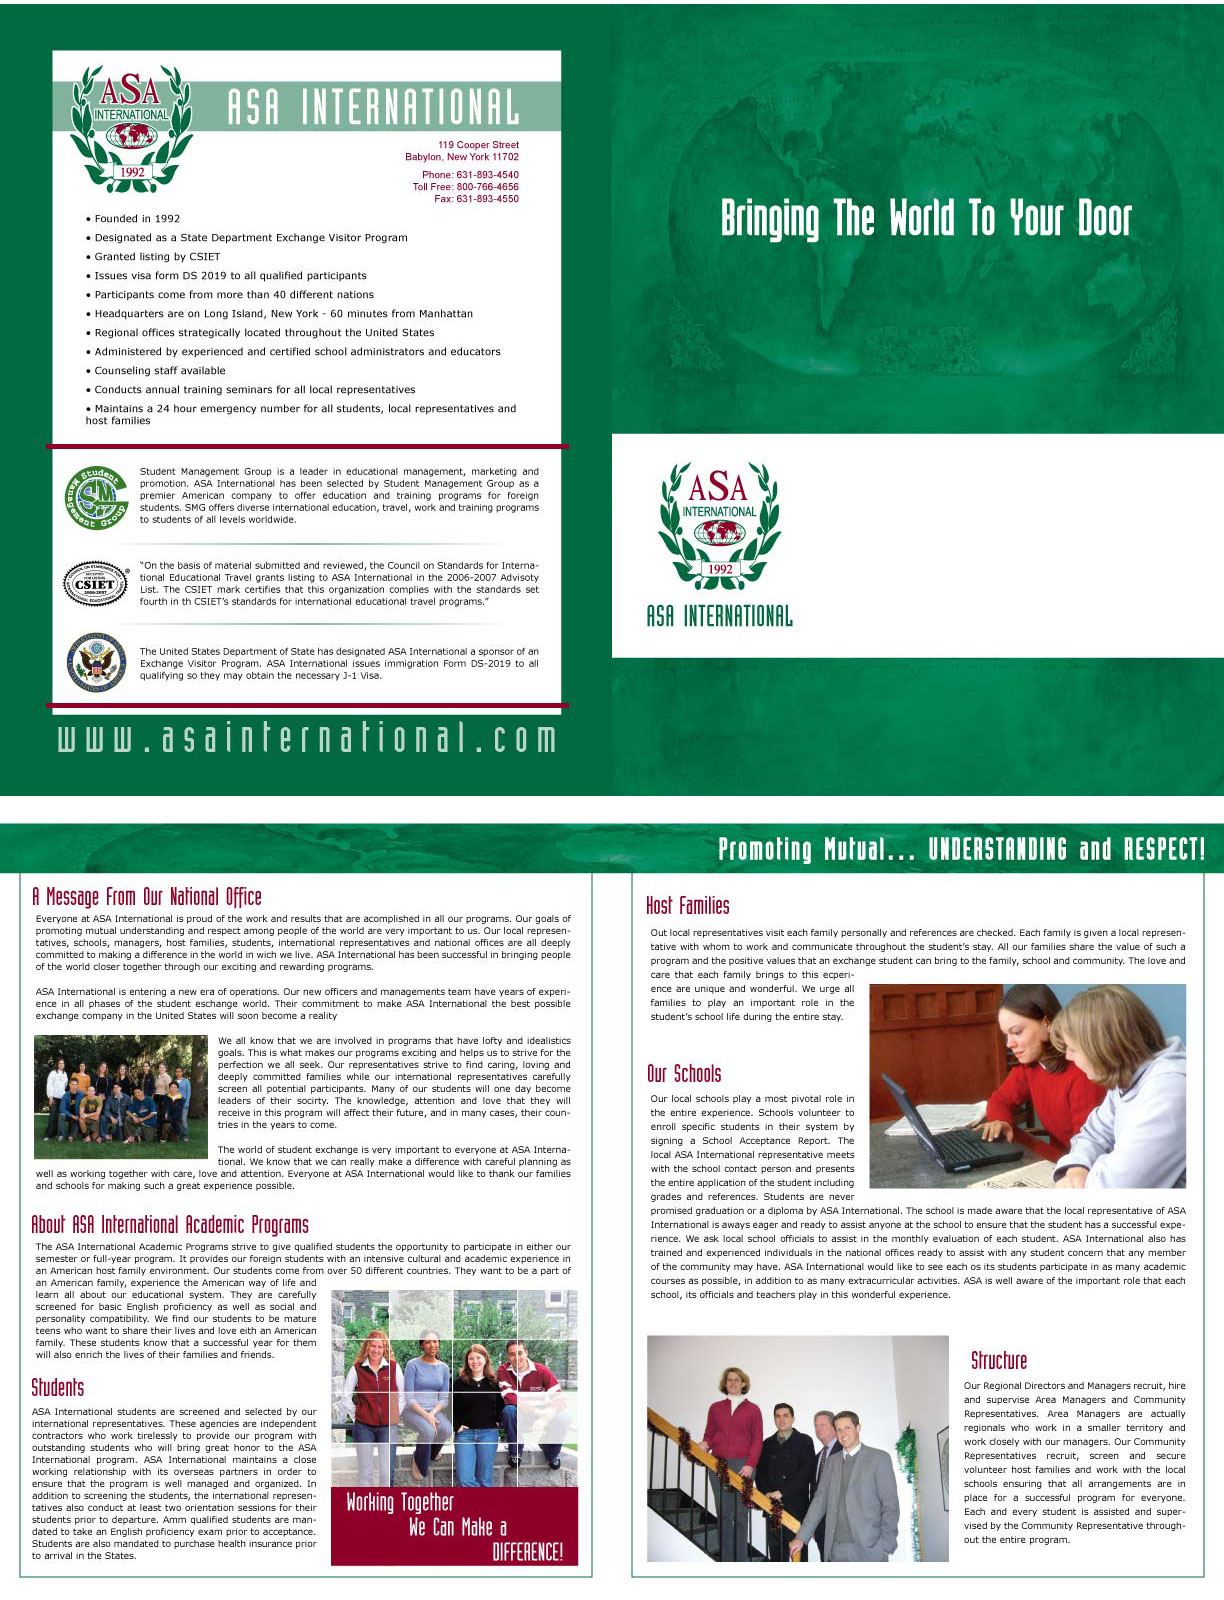 ASA
INTERNATIONAL
1992
ASA INTERNATIONAL
119 Cooper Street
Babylon, New York 11702
Phone: 631-893-4540
Toll Free: 800-766-4656
Fax: 631-893-4550
• Founded in 1992
• Designated as a State Department Exchange Visitor Program
• Granted listing by CSIET
• Issues visa form DS 2019 to all qualified participants
• Participants come from more than 40 different nations
• Headquarters are on Long Island, New York - 60 minutes from Manhattan
• Regional offices strategically located throughout the United States
• Administered by experienced and certified school administrators and educators
• Counseling staff available
• Conducts annual training seminars for all local representatives
• Maintains a 24 hour emergency number for all students, local representatives and
host families
Student
Management Group
SMG
Student Management Group is a leader in educational management, marketing and
promotion. ASA International has been selected by Student Management Group as a
premier American company to offer education and training programs for foreign
students. SMG offers diverse international education, travel, work and training programs
to students of all levels worldwide.
CSIET
2006-2007
"On the basis of material submitted and reviewed, the Council on Standards for Interna-
tional Educational Travel grants listing to ASA International in the 2006-2007 Advisoty
List. The CSIET mark certifies that this organization complies with the standards set
fourth in th CSIET's standards for international educational travel programs."
The United States Department of State has designated ASA International a sponsor of an
Exchange Visitor Program. ASA International issues immigration Form DS-2019 to all
qualifying so they may obtain the necessary J-1 Visa.
www.asainternational.com
Bringing The World To Your Door
ASA
INTERNATIONAL
1992
ASA INTERNATIONAL
Promoting Mutual... UNDERSTANDING and RESPECT!
A Message From Our National Office
Everyone at ASA International is proud of the work and results that are acomplished in all our programs. Our goals of
promoting mutual understanding and respect among people of the world are very important to us. Our local represen-
tatives, schools, managers, host families, students, international representatives and national offices are all deeply
committed to making a difference in the world in wich we live. ASA International has been successful in bringing people
of the world closer together through our exciting and rewarding programs.
ASA International is entering a new era of operations. Our new officers and managements team have years of experi-
ence in all phases of the student eschange world. Their commitment to make ASA International the best possible
exchange company in the United States will soon become a reality
We all know that we are involved in programs that have lofty and idealistics
goals. This is what makes our programs exciting and helps us to strive for the
perfection we all seek. Our representatives strive to find caring, loving and
deeply committed families while our international representatives carefully
screen all potential participants. Many of our students will one day become
leaders of their socirty. The knowledge, attention and love that they will
receive in this program will affect their future, and in many cases, their coun-
tries in the years to come.
The world of student exchange is very important to everyone at ASA Interna-
tional. We know that we can really make a difference with careful planning as
well as working together with care, love and attention. Everyone at ASA International would like to thank our families
and schools for making such a great experience possible.
About ASA International Academic Programs
The ASA International Academic Programs strive to give qualified students the opportunity to participate in either our
semester or full-year program. It provides our foreign students with an intensive cultural and academic experience in
an American host family environment. Our students come from over 50 different countries. They want to be a part of
an American family, experience the American way of life and
learn all about our educational system. They are carefully
screened for basic English proficiency as well as social and
personality compatibility. We find our students to be mature
teens who want to share their lives and love eith an American
family. These students know that a successful year for them
will also enrich the lives of their families and friends.
Students
ASA International students are screened and selected by our
international representatives. These agencies are independent
contractors who work tirelessly to provide our program with
outstanding students who will bring great honor to the ASA
International program. ASA International maintains a close
working relationship with its overseas partners in order to
ensure that the program is well managed and organized. In
addition to screening the students, the international represen-
tatives also conduct at least two orientation sessions for their
students prior to departure. Amm qualified students are man-
dated to take an English proficiency exam prior to acceptance.
Students are also mandated to purchase health insurance prior
to arrival in the States.
Working Together
We Can Make a
DIFFERENCE!
Host Families
Out local representatives visit each family personally and references are checked. Each family is given a local represen-
tative with whom to work and communicate throughout the student's stay. All our families share the value of such a
program and the positive values that an exchange student can bring to the family, school and community. The love and
care that each family brings to this ecperi-
ence are unique and wonderful. We urge all
families to play an important role in the
student's school life during the entire stay.
Our Schools
Our local schools play a most pivotal role in
the entire experience. Schools volunteer to
enroll specific students in their system by
signing a School Acceptance Report. The
local ASA International representative meets
with the school contact person and presents
the entire application of the student including
grades and references. Students are never
promised graduation or a diploma by ASA International. The school is made aware that the local representative of ASA
International is aways eager and ready to assist anyone at the school to ensure that the student has a successful expe-
rience. We ask local school officials to assist in the monthly evaluation of each student. ASA International also has
trained and experienced individuals in the national offices ready to assist with any student concern that any member
of the community may have. ASA International would like to see each os its students participate in as many academic
courses as possible, in addition to as many extracurricular activities. ASA is well aware of the important role that each
school, its officials and teachers play in this wonderful experience.
Structure
Our Regional Directors and Managers recruit, hire
and supervise Area Managers and Community
Representatives. Area Managers are actually
regionals who work in a smaller territory and
work closely with our managers. Our Community
Representatives recruit, screen and secure
volunteer host families and work with the local
schools ensuring that all arrangements are in
place for a successful program for everyone.
Each and every student is assisted and super-
vised by the Community Representative through-
out the entire program.